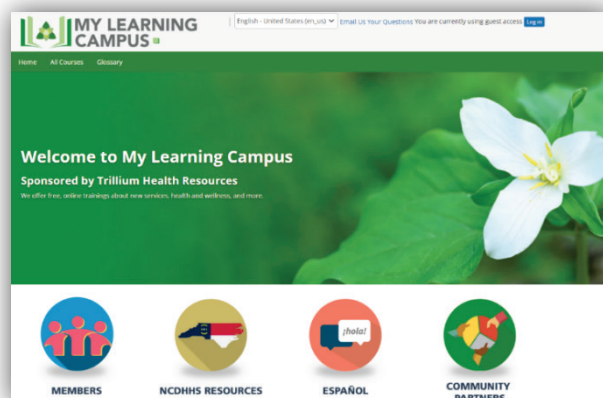 MY LEARNING
CAMPUS
English - United States (en_us) Email Us Your Questions You are currently using guest access Log in
Home All Courses Glossary
Welcome to My Learning Campus
Sponsored by Trillium Health Resources
We offer free, online trainings about new services, health and wellness, and more.
¡hola!
MEMBERS NCDHHS RESOURCES ESPAÑOL COMMUNITY
PARTNERS